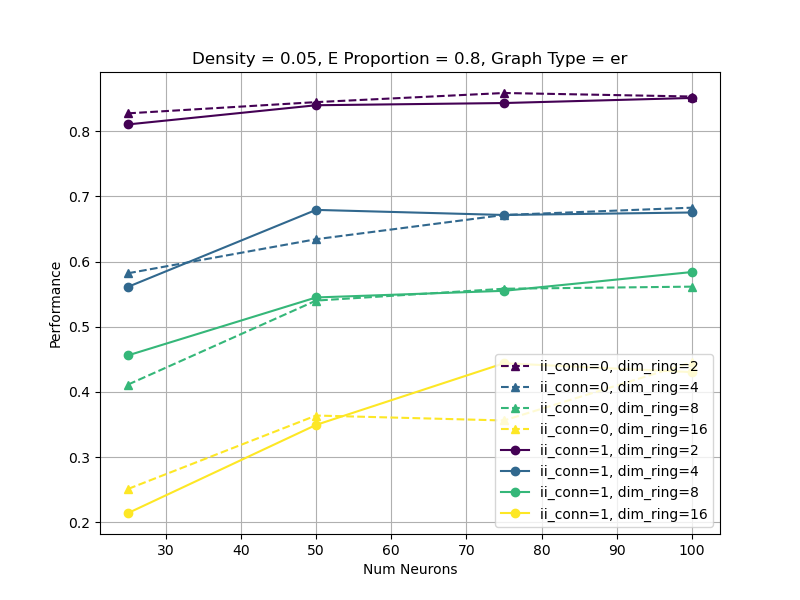 Density = 0.05, E Proportion = 0.8, Graph Type = er
Performance
0.8
0.7
0.6
0.5
0.4
0.3
0.2
ii_conn=0, dim_ring=2
ii_conn=0, dim_ring=4
ii_conn=0, dim_ring=8
ii_conn=0, dim_ring=16
ii_conn=1, dim_ring=2
ii_conn=1, dim_ring=4
ii_conn=1, dim_ring=8
ii_conn=1, dim_ring=16
30 40 50 60 70 80 90 100
Num Neurons